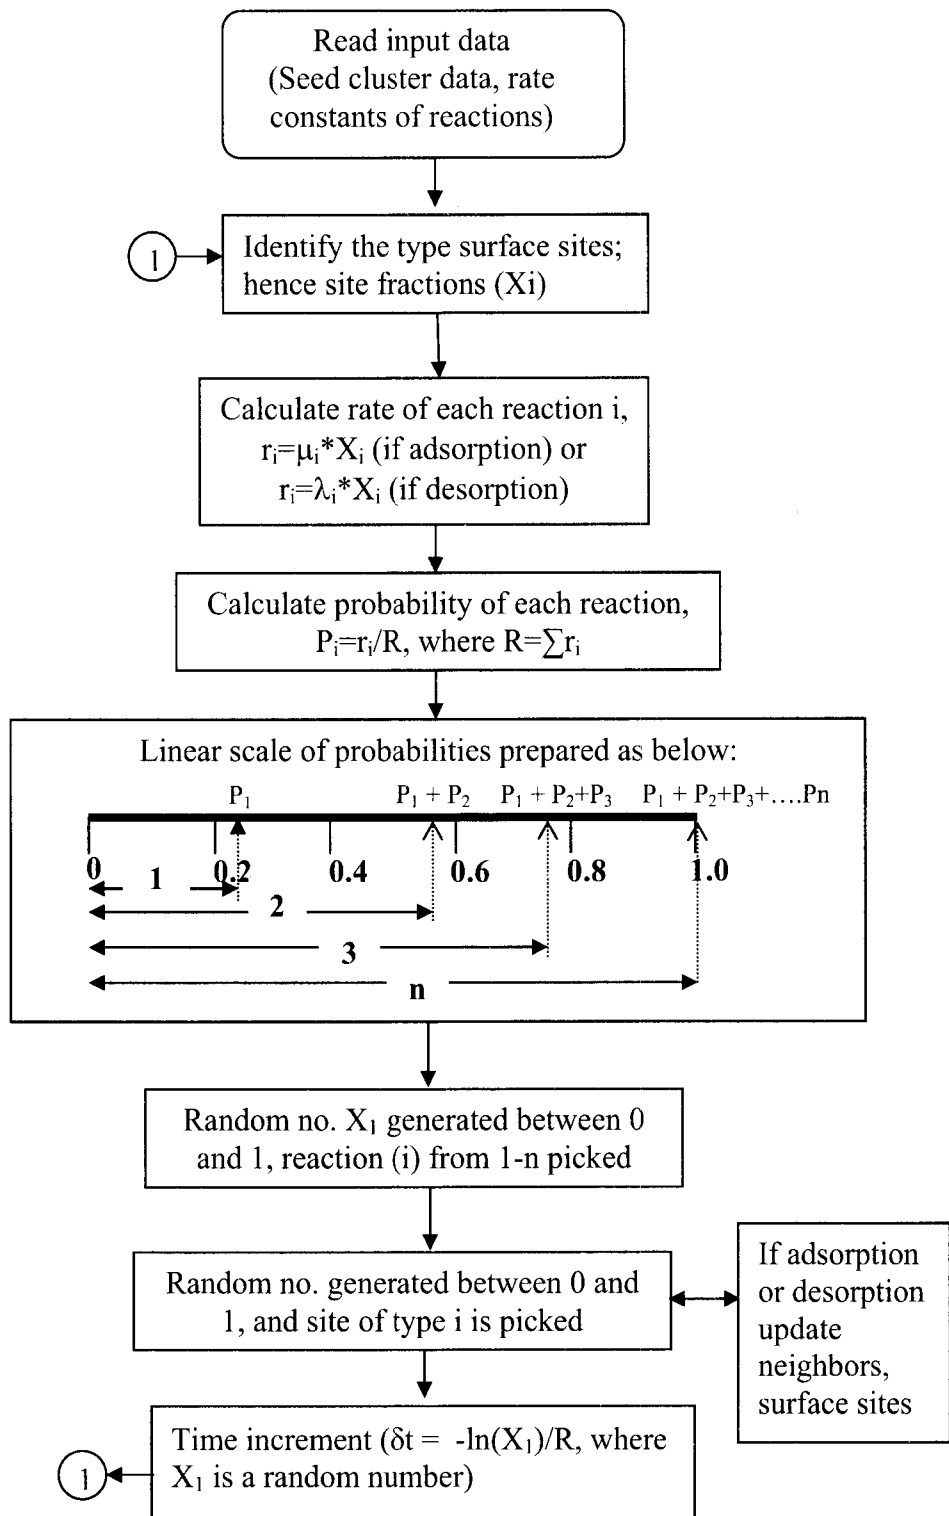 Read input data
(Seed cluster data, rate
constants of reactions)
1
Identify the type surface sites;
hence site fractions (Xi)
Calculate rate of each reaction i,
rᵢ=μᵢ*Xᵢ (if adsorption) or
rᵢ=λᵢ*Xᵢ (if desorption)
Calculate probability of each reaction,
Pᵢ=rᵢ/R, where R=∑rᵢ
Linear scale of probabilities prepared as below:
P₁ P₁ + P₂ P₁ + P₂+P₃ P₁ + P₂+P₃+....Pn
0 0.2 0.4 0.6 0.8 1.0
1
2
3
n
Random no. X₁ generated between 0
and 1, reaction (i) from 1-n picked
Random no. generated between 0 and
1, and site of type i is picked
If adsorption
or desorption
update
neighbors,
surface sites
Time increment (δt = -ln(X₁)/R, where
X₁ is a random number)
1